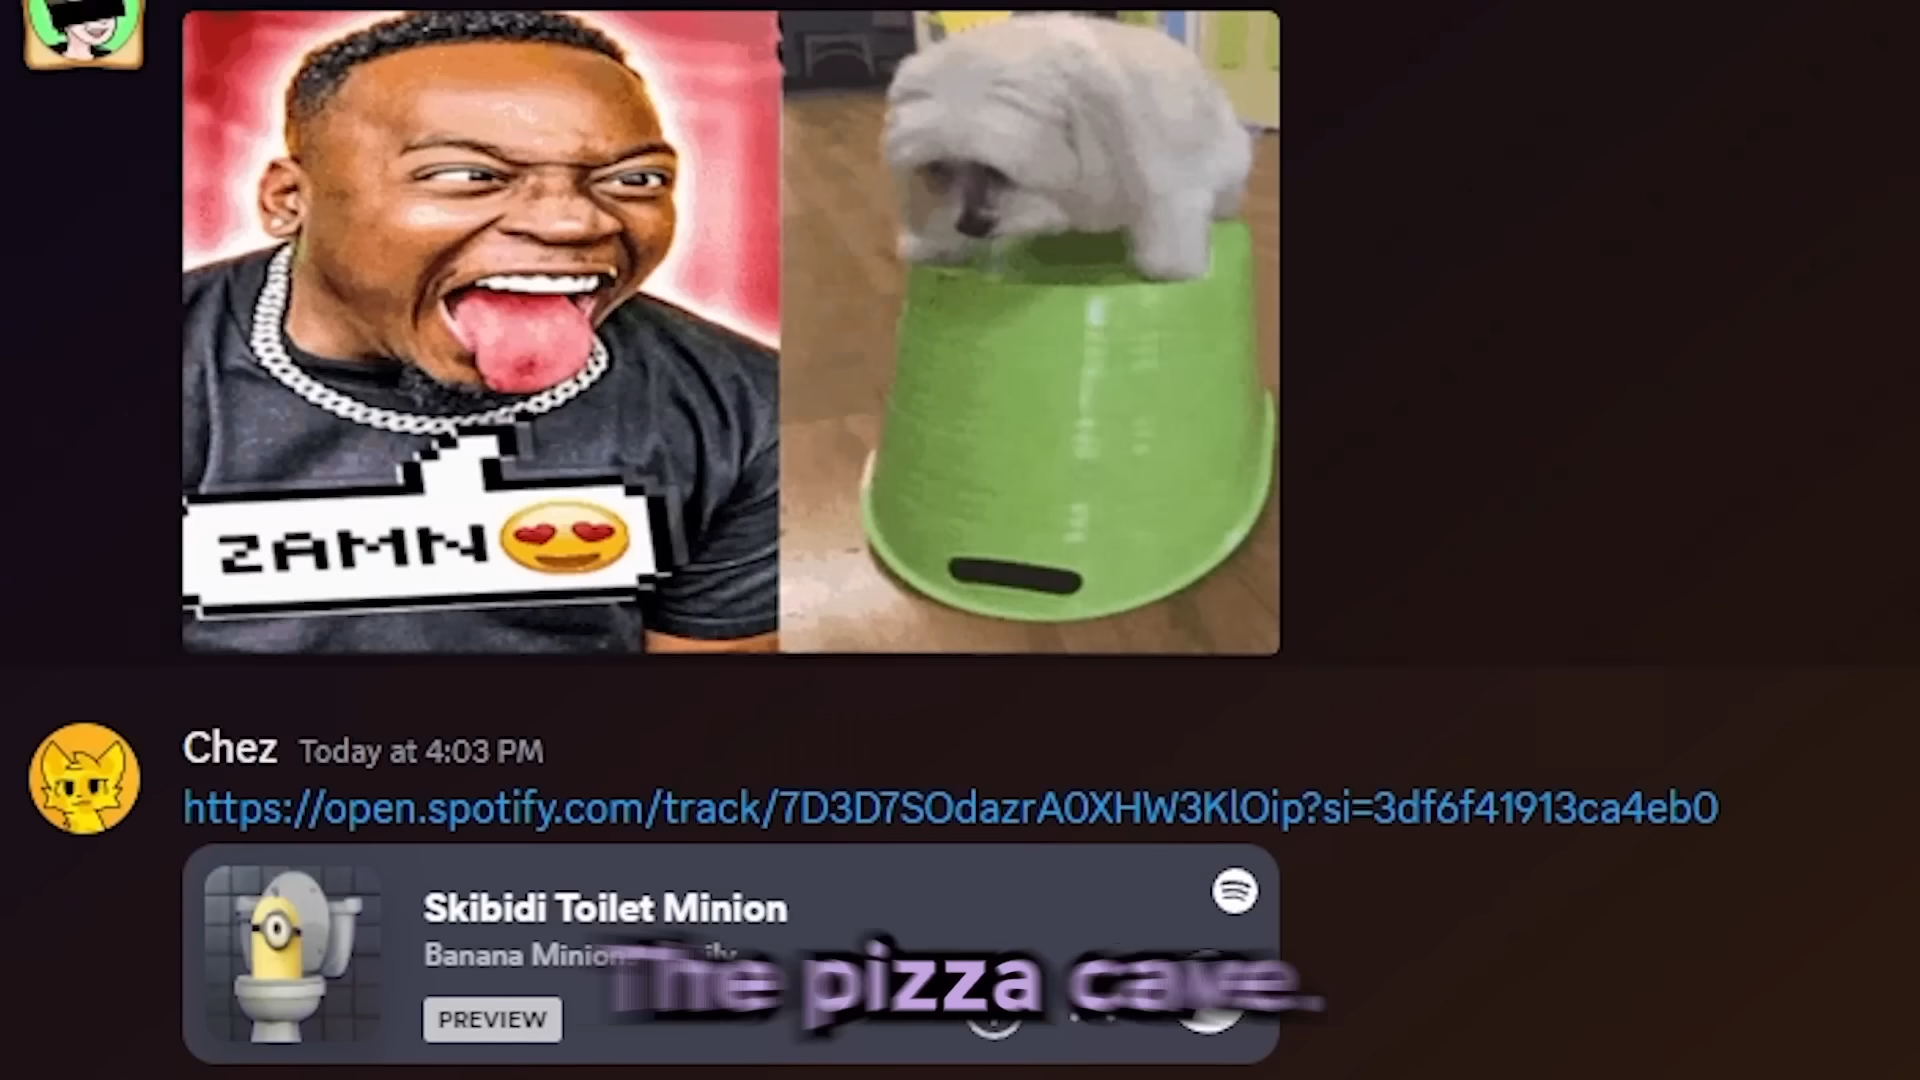 ZAMN😍
Chez Today at 4:03 PM
https://open.spotify.com/track/7D3D7SOdazrA0XHW3KlOip?si=3df6f41913ca4eb0
Skibidi Toilet Minion
Banana
The pizza cave.
PREVIEW